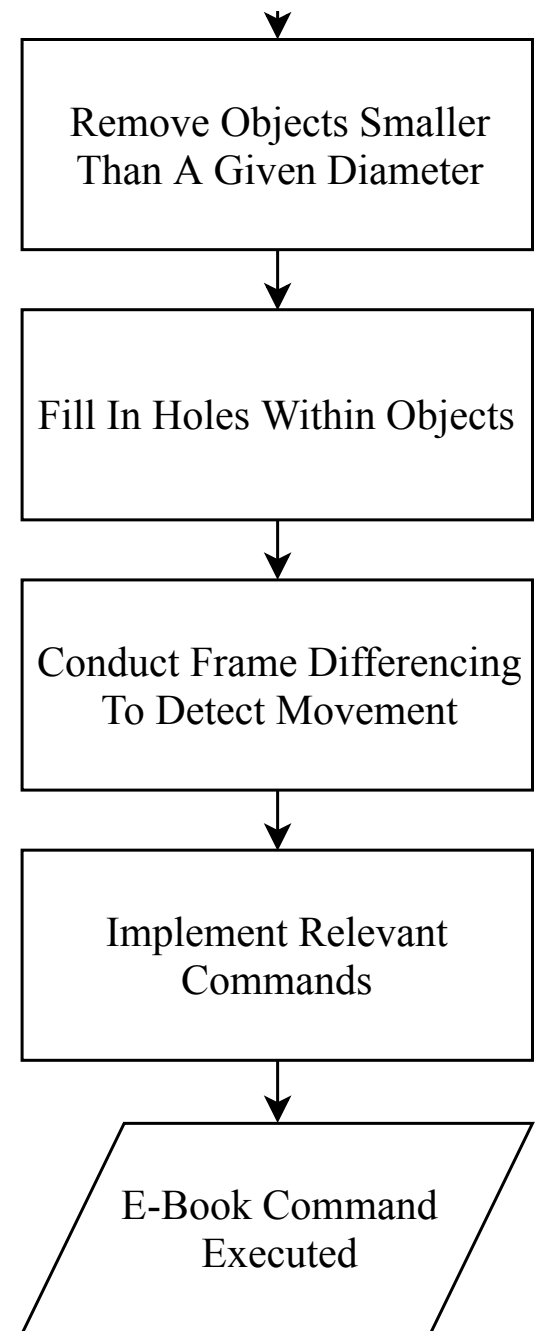 Remove Objects Smaller
Than A Given Diameter
Fill In Holes Within Objects
Conduct Frame Differencing
To Detect Movement
Implement Relevant
Commands
E-Book Command
Executed